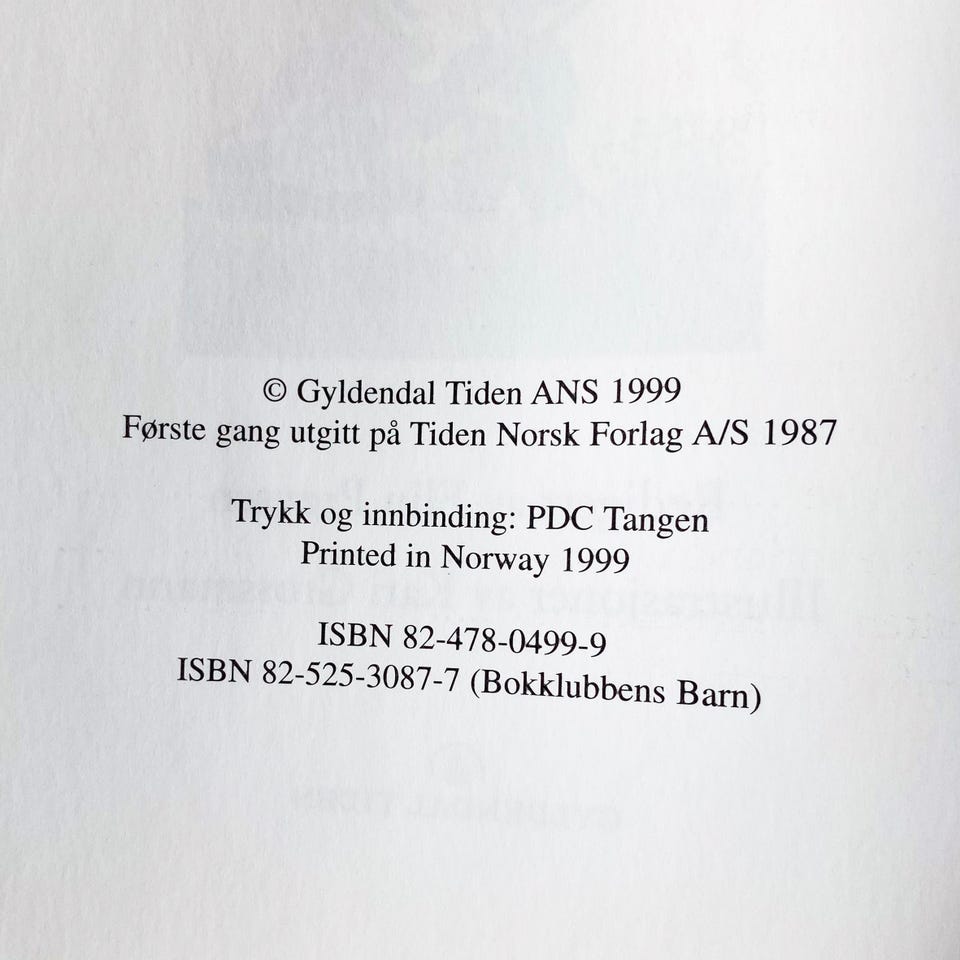 © Gyldendal Tiden ANS 1999
Første gang utgitt på Tiden Norsk Forlag A/S 1987
Trykk og innbinding: PDC Tangen
Printed in Norway 1999
ISBN 82-478-0499-9
ISBN 82-525-3087-7 (Bokklubbens Barn)